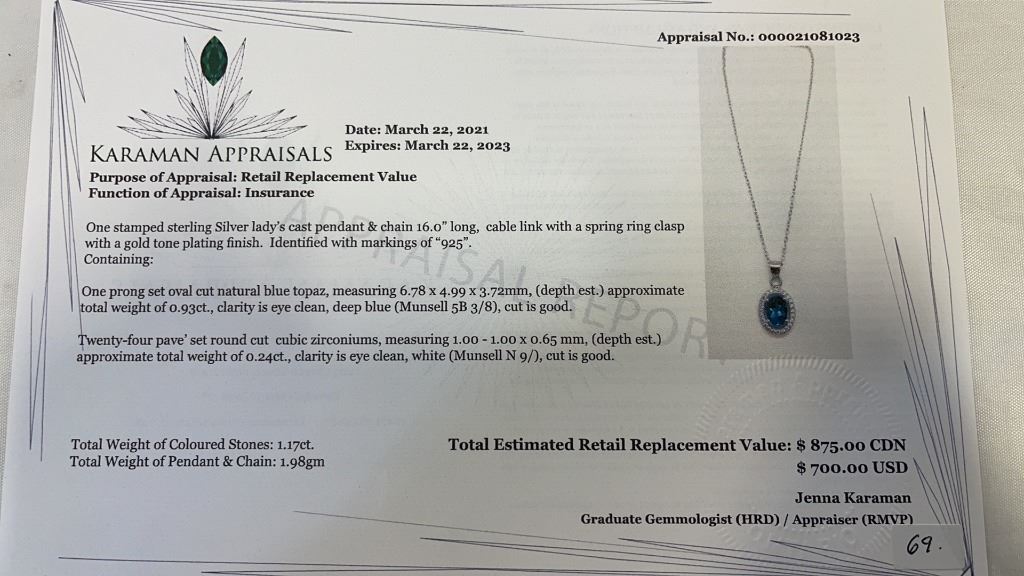 Appraisal No.: 000021081023
KARAMAN APPRAISALS
Date: March 22, 2021
Expires: March 22, 2023
Purpose of Appraisal: Retail Replacement Value
Function of Appraisal: Insurance
One stamped sterling Silver lady's cast pendant & chain 16.0" long, cable link with a spring ring clasp
with a gold tone plating finish. Identified with markings of "925".
Containing:
One prong set oval cut natural blue topaz, measuring 6.78 x 4.99 x 3.72mm, (depth est.) approximate
total weight of 0.93ct., clarity is eye clean, deep blue (Munsell 5B 3/8), cut is good.
Twenty-four pave' set round cut cubic zirconiums, measuring 1.00 - 1.00 x 0.65 mm, (depth est.)
approximate total weight of 0.24ct., clarity is eye clean, white (Munsell N 9/), cut is good.
APPRAISAL REPORT
Total Weight of Coloured Stones: 1.17ct.
Total Weight of Pendant & Chain: 1.98gm
Total Estimated Retail Replacement Value: $ 875.00 CDN
$ 700.00 USD
Jenna Karaman
Graduate Gemmologist (HRD) / Appraiser (RMVP)
69.